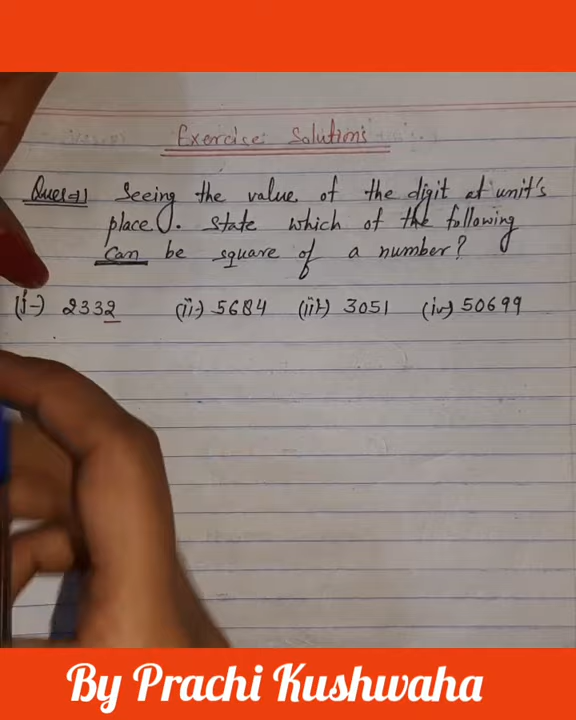 Exercise: Solutions
Ques→1 Seeing the value of the digit at unit's
place. State which of the following
can be square of a number?
(i-) 2332 (ii-) 5684 (iii-) 3051 (iv-) 50699
By Prachi Kushwaha